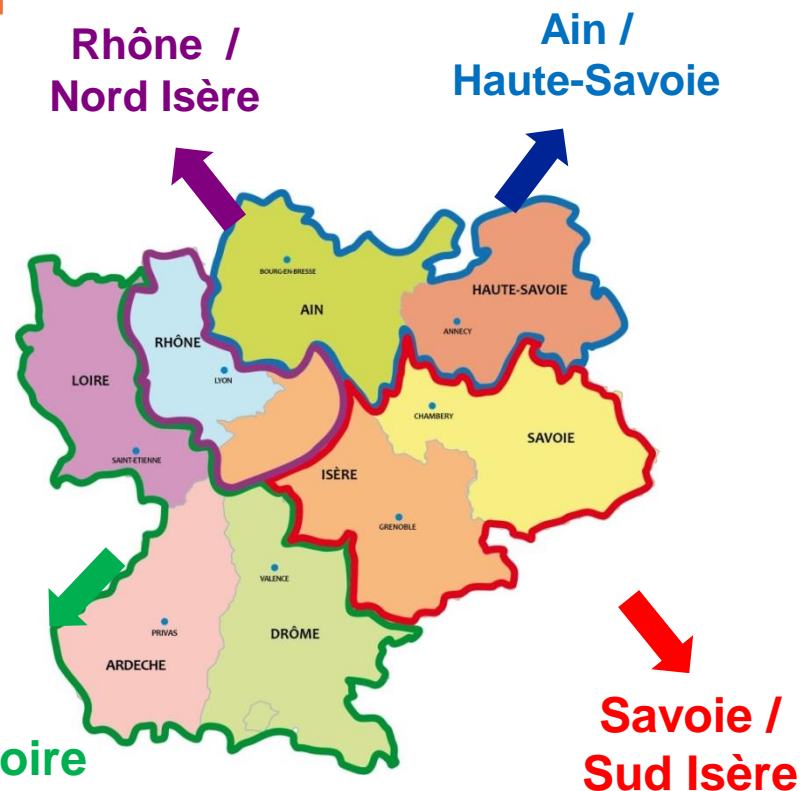 Rhône /
Nord Isère
Ain /
Haute-Savoie
BOURG-EN-BRESSE
AIN
HAUTE-SAVOIE
ANNECY
RHÔNE
LYON
LOIRE
SAINT-ETIENNE
CHAMBERY
SAVOIE
ISÈRE
GRENOBLE
VALENCE
PRIVAS
DRÔME
ARDECHE
oire
Savoie /
Sud Isère